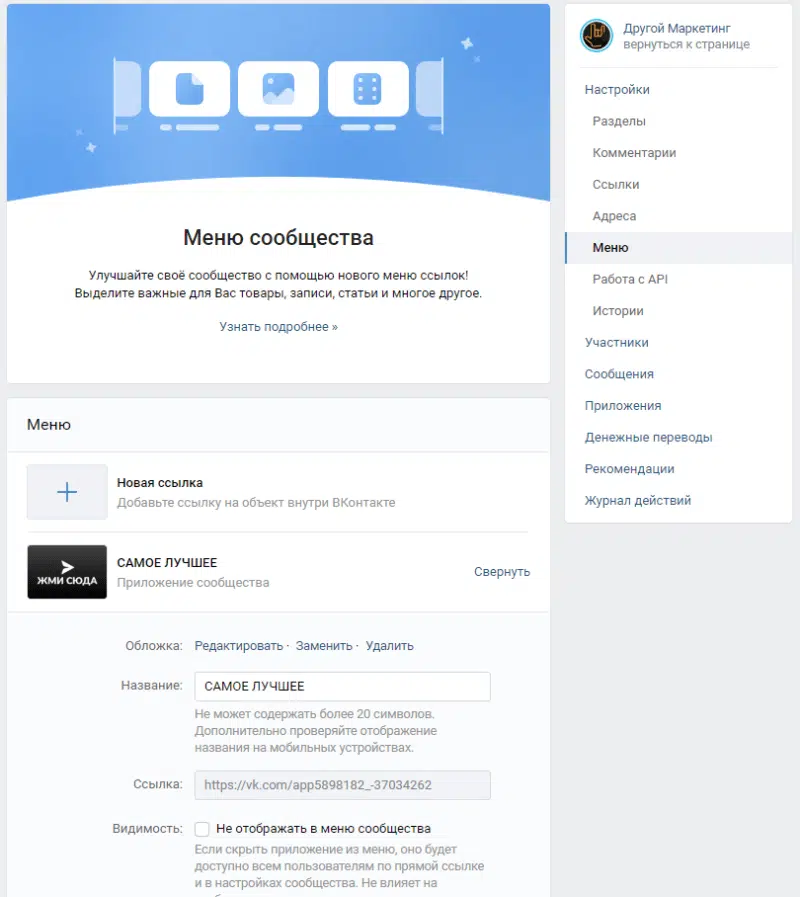 Меню сообщества
Улучшайте своё сообщество с помощью нового меню ссылок!
Выделите важные для Вас товары, записи, статьи и многое другое.
Узнать подробнее »
Меню
Новая ссылка
Добавьте ссылку на объект внутри ВКонтакте
ЖМИ СЮДА
САМОЕ ЛУЧШЕЕ
Приложение сообщества
Свернуть
Обложка: Редактировать · Заменить · Удалить
Название: САМОЕ ЛУЧШЕЕ
Не может содержать более 20 символов.
Дополнительно проверяйте отображение
названия на мобильных устройствах.
Ссылка: https://vk.com/app5898182_-37034262
Видимость: Не отображать в меню сообщества
Если скрыть приложение из меню, оно будет
доступно всем пользователям по прямой ссылке
и в настройках сообщества. Не влияет на
Другой Маркетинг
вернуться к странице
Настройки
Разделы
Комментарии
Ссылки
Адреса
Меню
Работа с API
Истории
Участники
Сообщения
Приложения
Денежные переводы
Рекомендации
Журнал действий